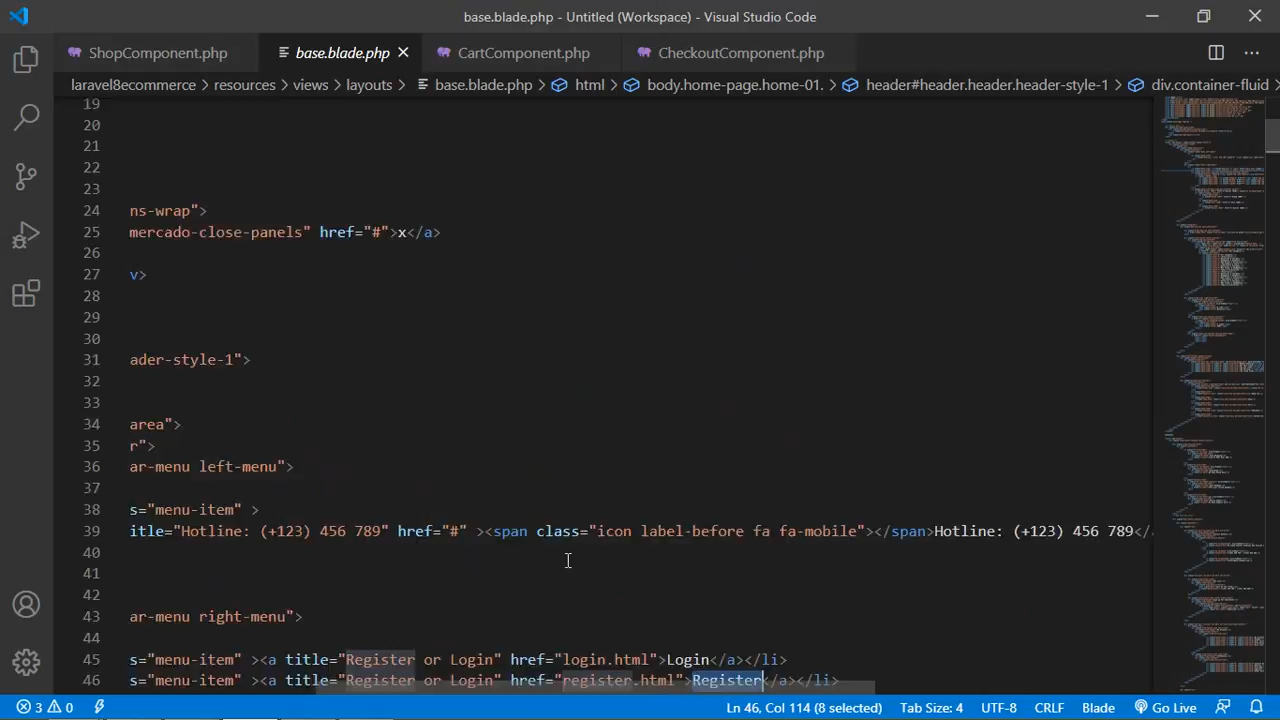 base.blade.php - Untitled (Workspace) - Visual Studio Code
ShopComponent.php base.blade.php CartComponent.php CheckoutComponent.php
laravel8ecommerce > resources > views > layouts > base.blade.php > html > body.home-page.home-01. > header#header.header.header-style-1 > div.container-fluid >
19
20
21
22
23
24 ns-wrap">
25 mercado-close-panels" href="#">x</a>
26
27 v>
28
29
30
31 ader-style-1">
32
33
34 area">
35 r">
36 ar-menu left-menu">
37
38 s="menu-item" >
39 itle="Hotline: (+123) 456 789" href="#" ><span class="icon label-before fa fa-mobile"></span>Hotline: (+123) 456 789</
40
41
42
43 ar-menu right-menu">
44
45 s="menu-item" ><a title="Register or Login" href="login.html">Login</a></li>
46 s="menu-item" ><a title="Register or Login" href="register.html">Register</a></li>
3 0 Ln 46, Col 114 (8 selected) Tab Size: 4 UTF-8 CRLF Blade Go Live